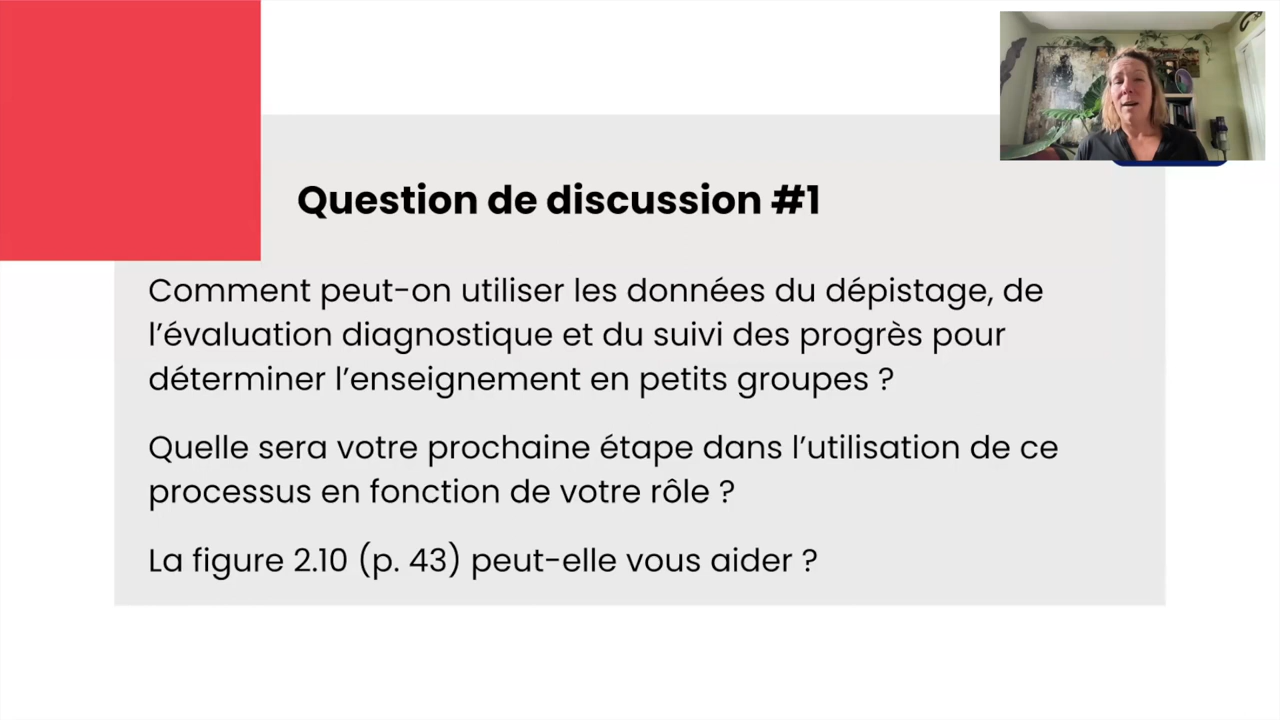 Question de discussion #1
Comment peut-on utiliser les données du dépistage, de
l’évaluation diagnostique et du suivi des progrès pour
déterminer l’enseignement en petits groupes ?
Quelle sera votre prochaine étape dans l’utilisation de ce
processus en fonction de votre rôle ?
La figure 2.10 (p. 43) peut-elle vous aider ?